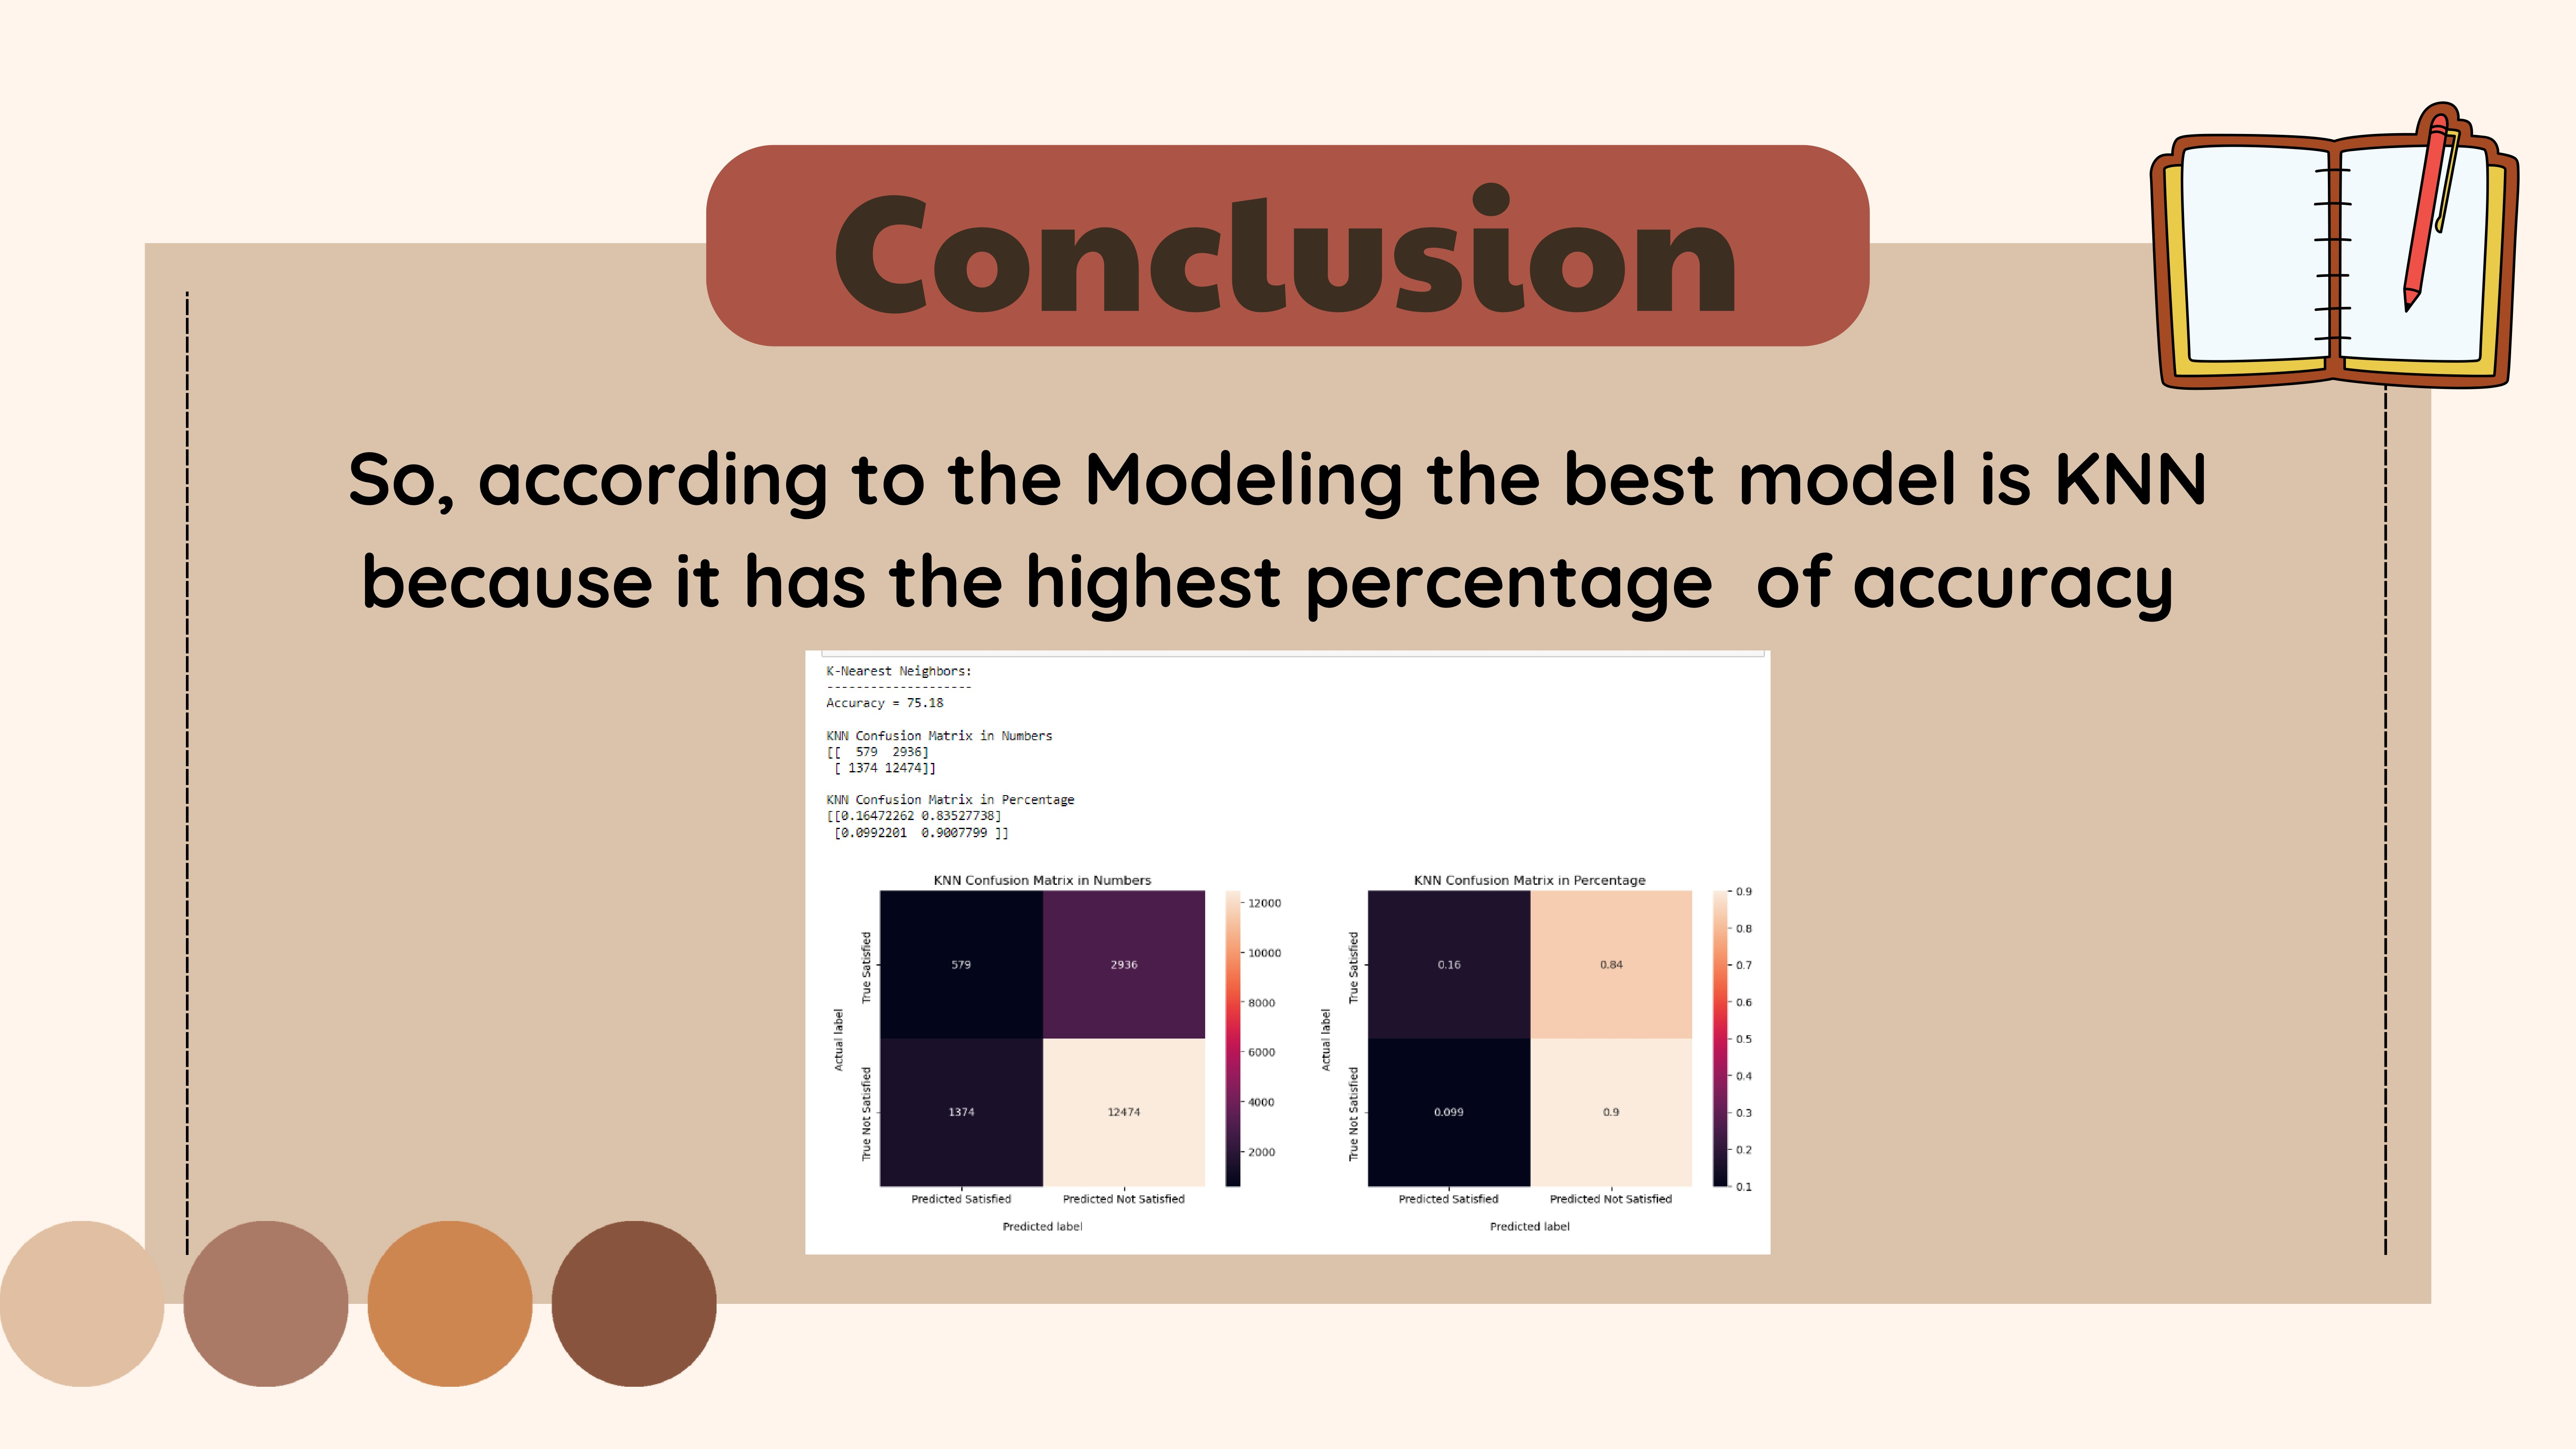 Conclusion
So, according to the Modeling the best model is KNN
because it has the highest percentage  of accuracy
K-Nearest Neighbors:
--------------------
Accuracy = 75.18
KNN Confusion Matrix in Numbers
[[  579  2936]
 [ 1374 12474]]
KNN Confusion Matrix in Percentage
[[0.16472262 0.83527738]
 [0.0992201  0.9007799 ]]
KNN Confusion Matrix in Numbers
Actual label
True Satisfied
True Not Satisfied
579
2936
1374
12474
Predicted Satisfied
Predicted Not Satisfied
Predicted label
12000
10000
8000
6000
4000
2000
KNN Confusion Matrix in Percentage
Actual label
True Satisfied
True Not Satisfied
0.16
0.84
0.099
0.9
Predicted Satisfied
Predicted Not Satisfied
Predicted label
0.9
0.8
0.7
0.6
0.5
0.4
0.3
0.2
0.1